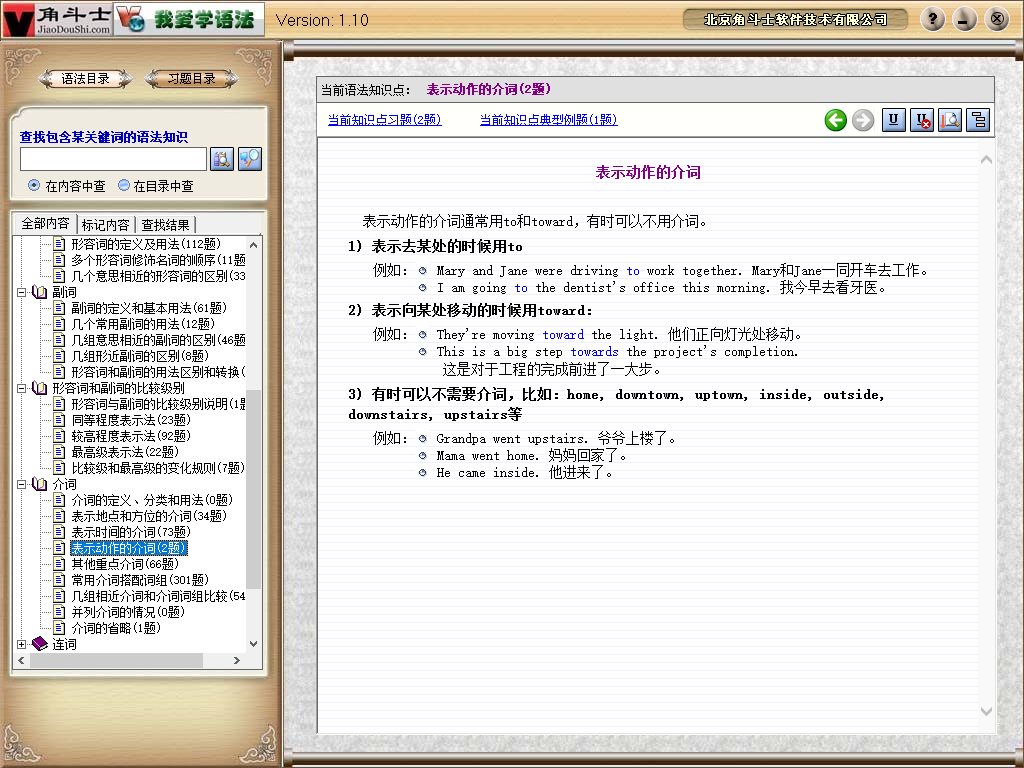 角斗士
JiaoDouShi.com
我爱学语法
Version: 1.10
北京角斗士软件技术有限公司
语法目录
习题目录
查找包含某关键词的语法知识
在内容中查
在目录中查
全部内容
标记内容
查找结果
形容词的定义及用法(112题)
多个形容词修饰名词的顺序(11题
几个意思相近的形容词的区别(33
副词
副词的定义和基本用法(61题)
几个常用副词的用法(12题)
几组意思相近的副词的区别(46题
几组形近副词的区别(8题)
形容词和副词的用法区别和转换(
形容词和副词的比较级别
形容词与副词的比较级别说明(1题
同等程度表示法(23题)
较高程度表示法(92题)
最高级表示法(22题)
比较级和最高级的变化规则(7题)
介词
介词的定义、分类和用法(0题)
表示地点和方位的介词(34题)
表示时间的介词(73题)
表示动作的介词(2题)
其他重点介词(66题)
常用介词搭配词组(301题)
几组相近介词和介词词组比较(54
并列介词的情况(0题)
介词的省略(1题)
连词
当前语法知识点: 表示动作的介词(2题)
当前知识点习题(2题) 当前知识点典型例题(1题)
表示动作的介词
表示动作的介词通常用to和toward，有时可以不用介词。
1) 表示去某处的时候用to
例如: Mary and Jane were driving to work together. Mary和Jane一同开车去工作。
I am going to the dentist's office this morning. 我今早去看牙医。
2) 表示向某处移动的时候用toward:
例如: They're moving toward the light. 他们正向灯光处移动。
This is a big step towards the project's completion.
这是对于工程的完成前进了一大步。
3) 有时可以不需要介词，比如: home, downtown, uptown, inside, outside,
downstairs, upstairs等
例如: Grandpa went upstairs. 爷爷上楼了。
Mama went home. 妈妈回家了。
He came inside. 他进来了。